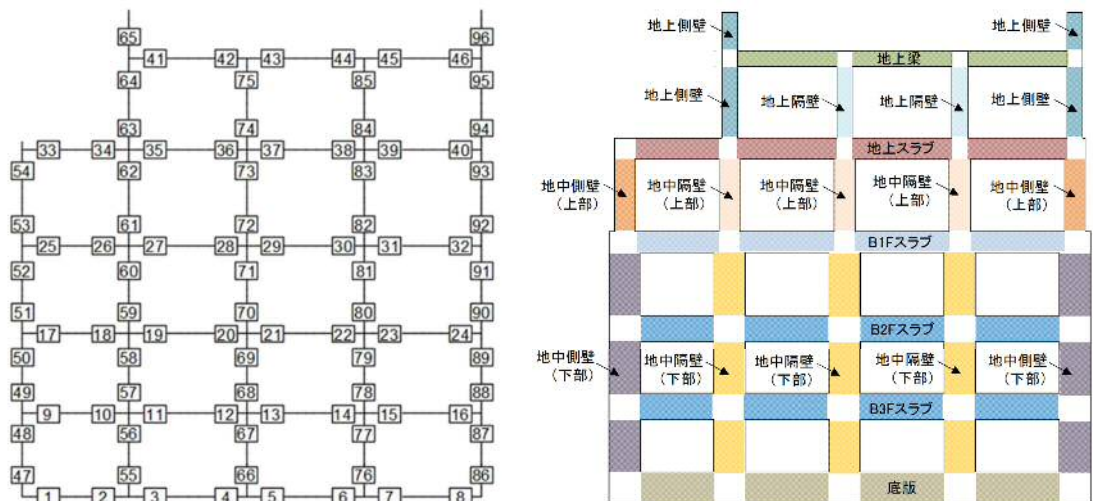 65 96
41 42 43 44 45 46
64 75 85 95
63 74 84 94
33 34 35 36 37 38 39 40
54 62 73 83 93
53 61 72 82 92
25 26 27 28 29 30 31 32
52 60 71 81 91
51 59 70 80 90
17 18 19 20 21 22 23 24
50 58 69 79 89
49 57 68 78 88
9 10 11 12 13 14 15 16
48 56 67 77 87
47 55 66 76 86
1 2 3 4 5 6 7 8
地上側壁
地上側壁
地上梁
地上側壁
地上隔壁
地上隔壁
地上側壁
地上スラブ
地中側壁
(上部)
地中隔壁
(上部)
地中隔壁
(上部)
地中隔壁
(上部)
地中側壁
(上部)
B1Fスラブ
B2Fスラブ
地中側壁
(下部)
地中隔壁
(下部)
地中隔壁
(下部)
地中隔壁
(下部)
地中側壁
(下部)
B3Fスラブ
底版